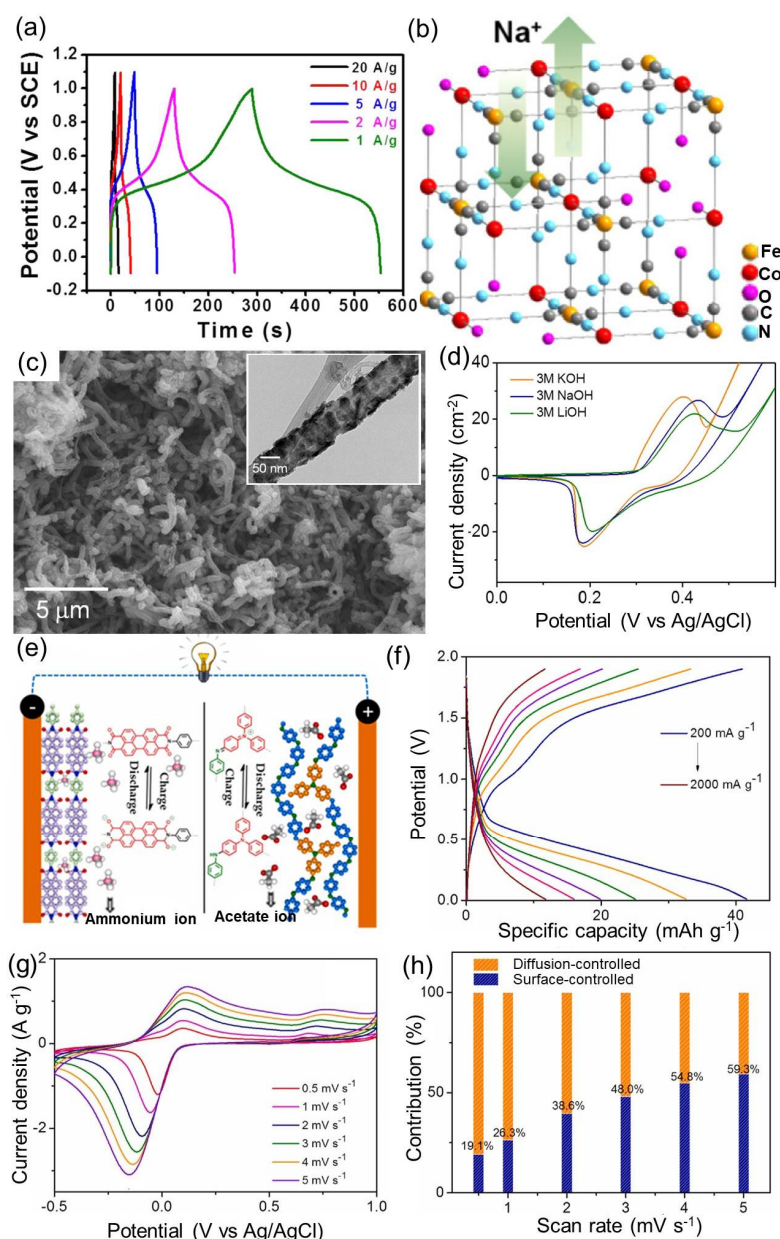 (a)
20 A/g
10 A/g
5 A/g
2 A/g
1 A/g
Potential (V vs SCE)
1.2
1.0
0.8
0.6
0.4
0.2
0.0
-0.2
0 100 200 300 400 500 600
Time (s)
(b)
Na+
Fe
Co
O
C
N
(c)
50 nm
5 μm
(d)
3M KOH
3M NaOH
3M LiOH
Current density (cm-2)
40
20
0
-20
0.0 0.2 0.4
Potential (V vs Ag/AgCl)
(e)
-
+
Discharge
Charge
Charge
Discharge
Ammonium ion
Acetate ion
(f)
Potential (V)
2.0
1.5
1.0
0.5
0.0
200 mA g-1
2000 mA g-1
0 20 40
Specific capacity (mAh g-1)
(g)
Current density (A g-1)
2
0
-2
0.5 mV s-1
1 mV s-1
2 mV s-1
3 mV s-1
4 mV s-1
5 mV s-1
-0.5 0.0 0.5 1.0
Potential (V vs Ag/AgCl)
(h)
Diffusion-controlled
Surface-controlled
Contribution (%)
100
50
0
19.1% 26.3% 38.6% 48.0% 54.8% 59.3%
1 2 3 4 5
Scan rate (mV s-1)